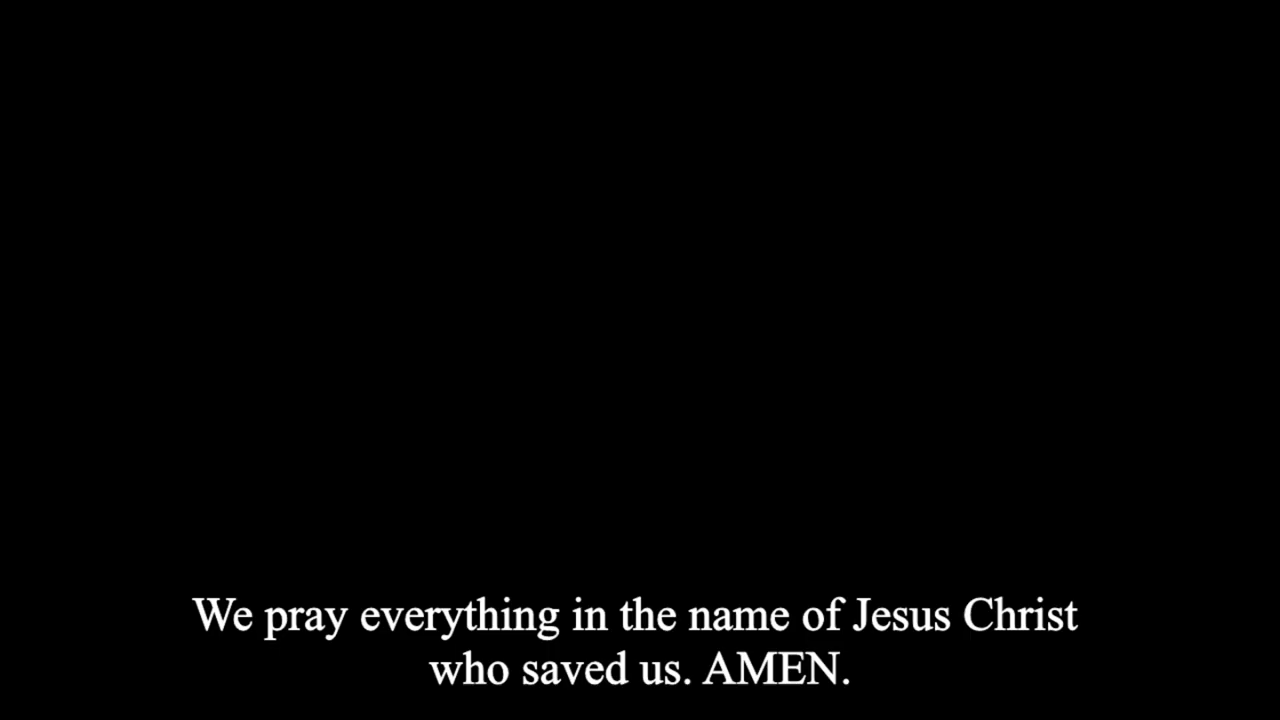 We pray everything in the name of Jesus Christ
who saved us. AMEN.